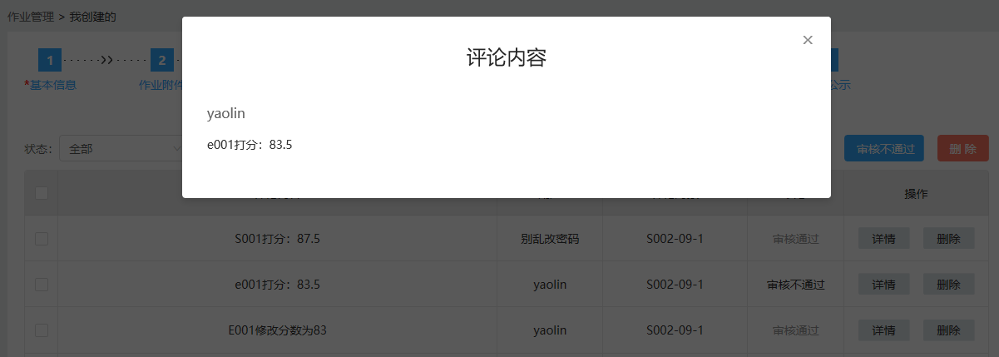 作业管理 > 我创建的
×
评论内容
1
2
*基本信息
作业附件
公示
yaolin
e001打分：83.5
状态:
全部
审核不通过
删 除
操作
S001打分：87.5
别乱改密码
S002-09-1
审核通过
详情
删除
e001打分：83.5
yaolin
S002-09-1
审核不通过
详情
删除
E001修改分数为83
yaolin
S002-09-1
审核通过
详情
删除